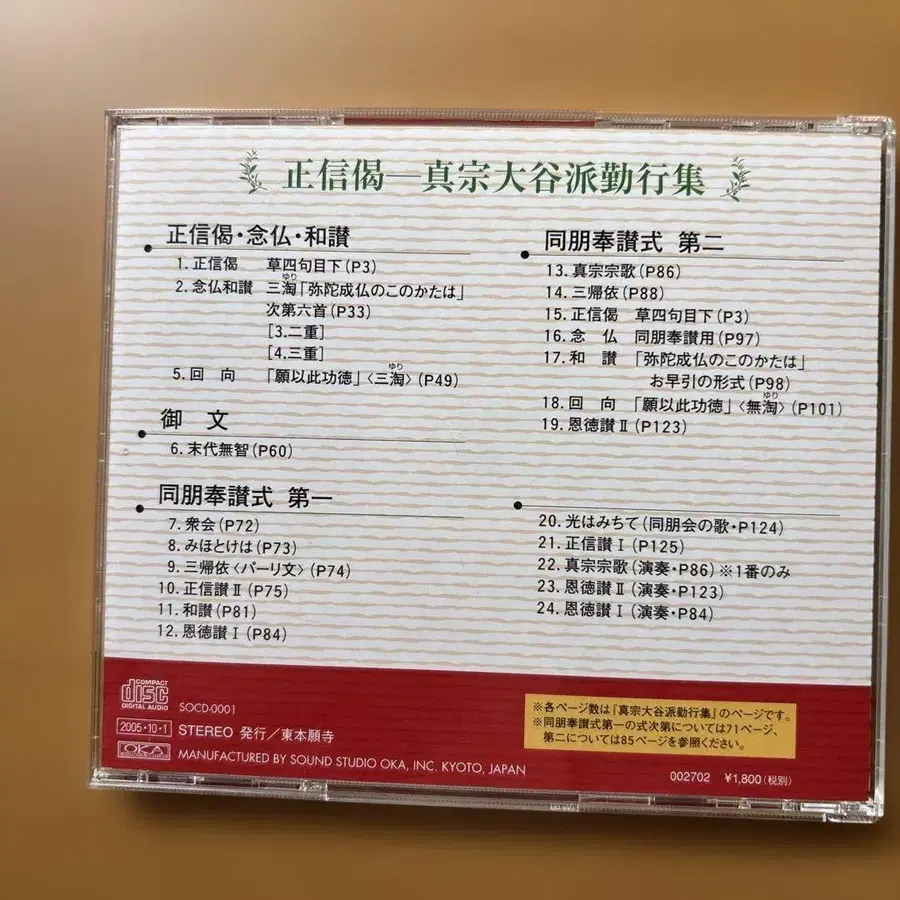 正信偈―真宗大谷派勤行集
正信偈・念仏・和讃
1. 正信偈 草四句目下(P3)
ゆり
2. 念仏和讃 三淘「弥陀成仏のこのかたは」
次第六首(P33)
[3.二重]
[4.三重]
ゆり
5. 回 向 「願以此功徳」〈三淘〉(P49)
御 文
6. 末代無智(P60)
同朋奉讃式 第一
7. 衆会(P72)
8. みほとけは(P73)
9. 三帰依〈パーリ文〉(P74)
10. 正信讃Ⅱ(P75)
11. 和讃(P81)
12. 恩徳讃Ⅰ(P84)
同朋奉讃式 第二
13. 真宗宗歌(P86)
14. 三帰依(P88)
15. 正信偈 草四句目下(P3)
16. 念 仏 同朋奉讃用(P97)
17. 和 讃 「弥陀成仏のこのかたは」
お早引の形式(P98)
ゆり
18. 回 向 「願以此功徳」〈無淘〉(P101)
19. 恩徳讃Ⅱ(P123)
20. 光はみちて(同朋会の歌・P124)
21. 正信讃Ⅰ(P125)
22. 真宗宗歌(演奏・P86)※1番のみ
23. 恩徳讃Ⅱ(演奏・P123)
24. 恩徳讃Ⅰ(演奏・P84)
COMPACT
disc
DIGITAL AUDIO
SOCD-0001
2005・10・1 STEREO 発行／東本願寺
OKA
MANUFACTURED BY SOUND STUDIO OKA, INC. KYOTO, JAPAN
※各ページ数は『真宗大谷派勤行集』のページです。
※同朋奉讃式第一の式次第については71ページ、
第二については85ページを参照ください。
002702 ￥1,800(税別)